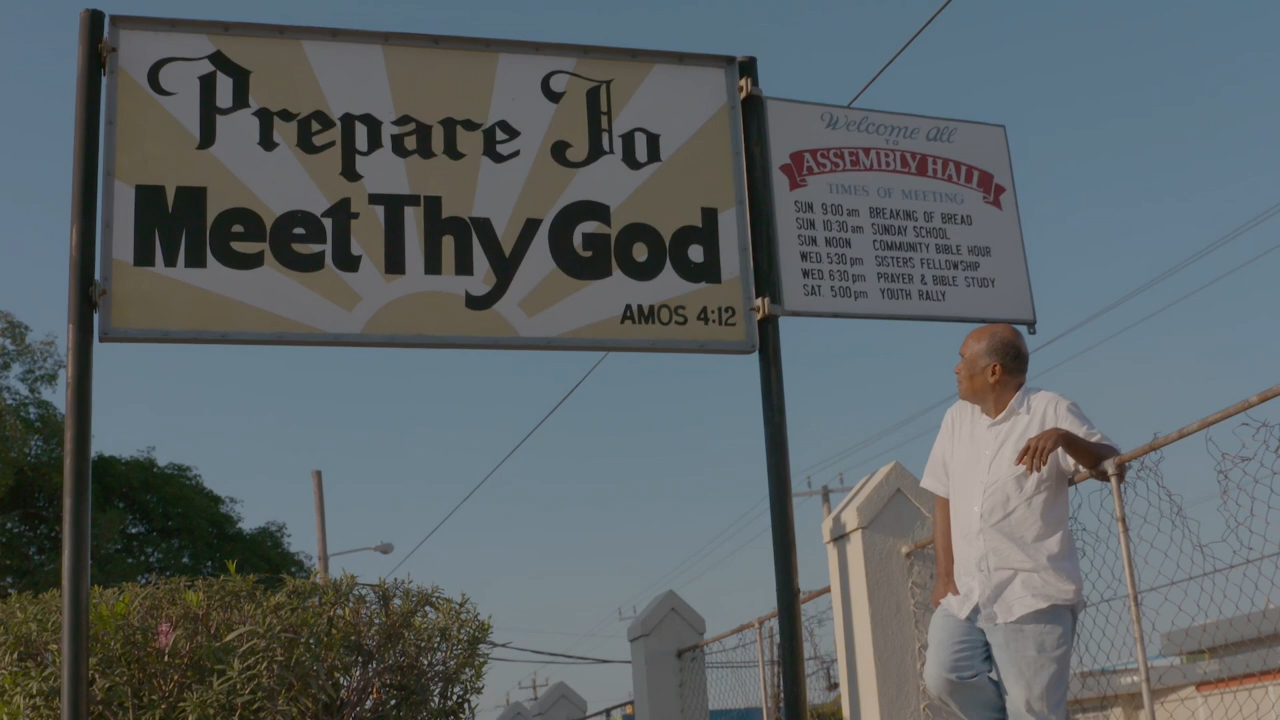 Prepare To
Meet Thy God
AMOS 4:12
Welcome All
TO
ASSEMBLY HALL
TIMES OF MEETING
SUN. 9:00 am BREAKING OF BREAD
SUN. 10:30 am SUNDAY SCHOOL
SUN. NOON COMMUNITY BIBLE HOUR
WED. 5:30 pm SISTERS FELLOWSHIP
WED. 6:30 pm PRAYER & BIBLE STUDY
SAT. 5:00 pm YOUTH RALLY